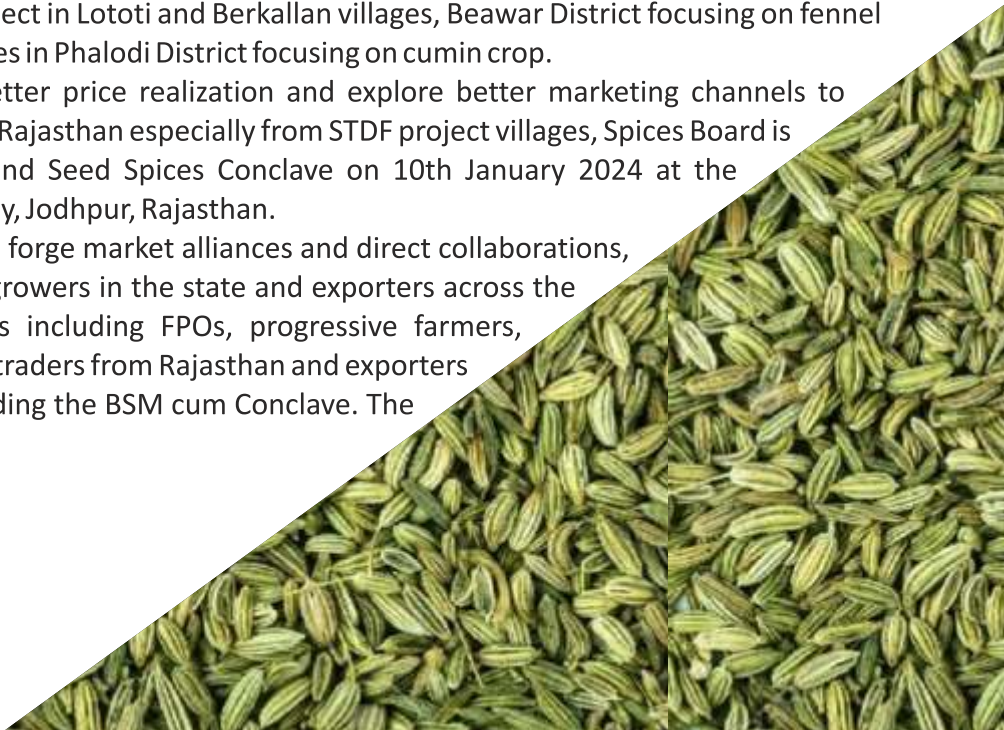 ect in Lototi and Berkallan villages, Beawar District focusing on fennel
es in Phalodi District focusing on cumin crop.
etter price realization and explore better marketing channels to
Rajasthan especially from STDF project villages, Spices Board is
nd Seed Spices Conclave on 10th January 2024 at the
y, Jodhpur, Rajasthan.
forge market alliances and direct collaborations,
growers in the state and exporters across the
s including FPOs, progressive farmers,
traders from Rajasthan and exporters
ding the BSM cum Conclave. The